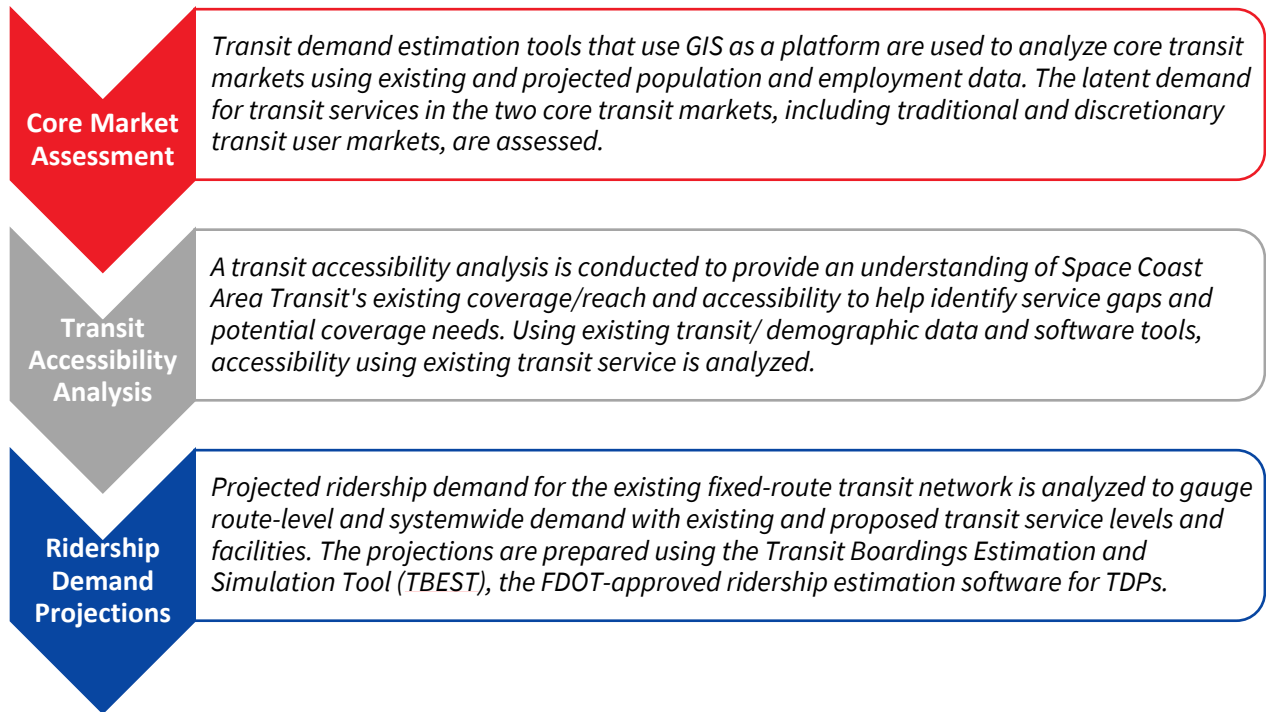 Core Market
Assessment
Transit demand estimation tools that use GIS as a platform are used to analyze core transit
markets using existing and projected population and employment data. The latent demand
for transit services in the two core transit markets, including traditional and discretionary
transit user markets, are assessed.
Transit
Accessibility
Analysis
A transit accessibility analysis is conducted to provide an understanding of Space Coast
Area Transit's existing coverage/reach and accessibility to help identify service gaps and
potential coverage needs. Using existing transit/ demographic data and software tools,
accessibility using existing transit service is analyzed.
Ridership
Demand
Projections
Projected ridership demand for the existing fixed-route transit network is analyzed to gauge
route-level and systemwide demand with existing and proposed transit service levels and
facilities. The projections are prepared using the Transit Boardings Estimation and
Simulation Tool (TBEST), the FDOT-approved ridership estimation software for TDPs.